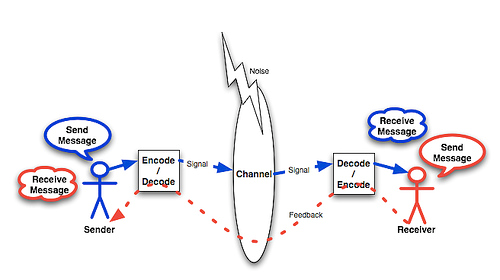 Noise
Send
Message
Receive
Message
Encode
/
Decode
Signal
Channel
Signal
Decode
/
Encode
Receive
Message
Send
Message
Feedback
Sender
Receiver